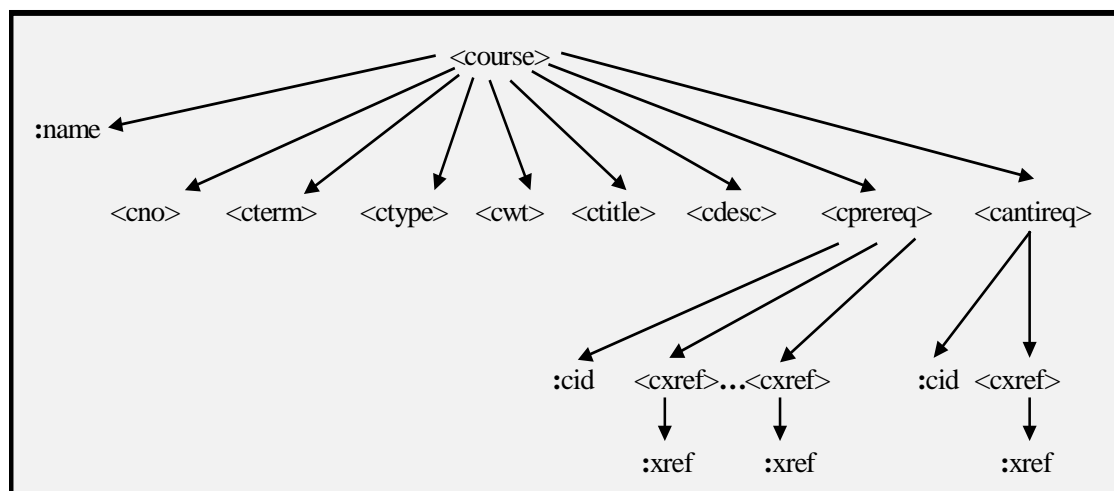 <course>
:name
<cno> <cterm> <ctype> <cwt> <ctitle> <cdesc> <cprereq> <cantireq>
:cid <cxref>...<cxref> :cid <cxref>
:xref :xref :xref